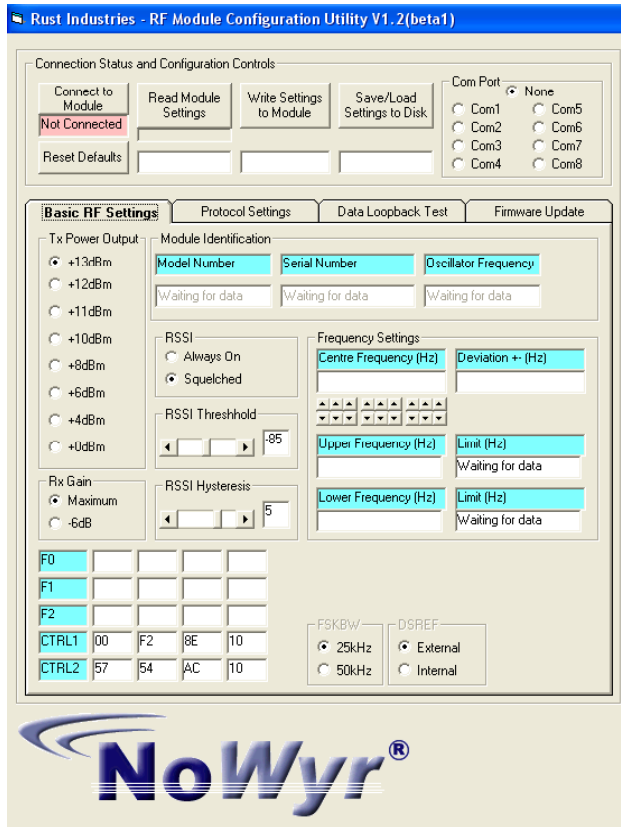 Rust Industries - RF Module Configuration Utility V1.2(beta1)
Connection Status and Configuration Controls
Connect to Module
Read Module Settings
Write Settings to Module
Save/Load Settings to Disk
Not Connected
Reset Defaults
Com Port
None
Com1 Com5
Com2 Com6
Com3 Com7
Com4 Com8
Basic RF Settings Protocol Settings Data Loopback Test Firmware Update
Tx Power Output
+13dBm
+12dBm
+11dBm
+10dBm
+8dBm
+6dBm
+4dBm
+0dBm
Module Identification
Model Number Serial Number Oscillator Frequency
Waiting for data Waiting for data Waiting for data
RSSI
Always On
Squelched
RSSI Threshhold
-85
RSSI Hysteresis
5
Frequency Settings
Centre Frequency (Hz) Deviation +- (Hz)
Upper Frequency (Hz) Limit (Hz)
Waiting for data
Lower Frequency (Hz) Limit (Hz)
Waiting for data
Rx Gain
Maximum
-6dB
F0
F1
F2
CTRL1 00 F2 8E 10
CTRL2 57 54 AC 10
FSKBW
25kHz
50kHz
DSREF
External
Internal
NoWyr®